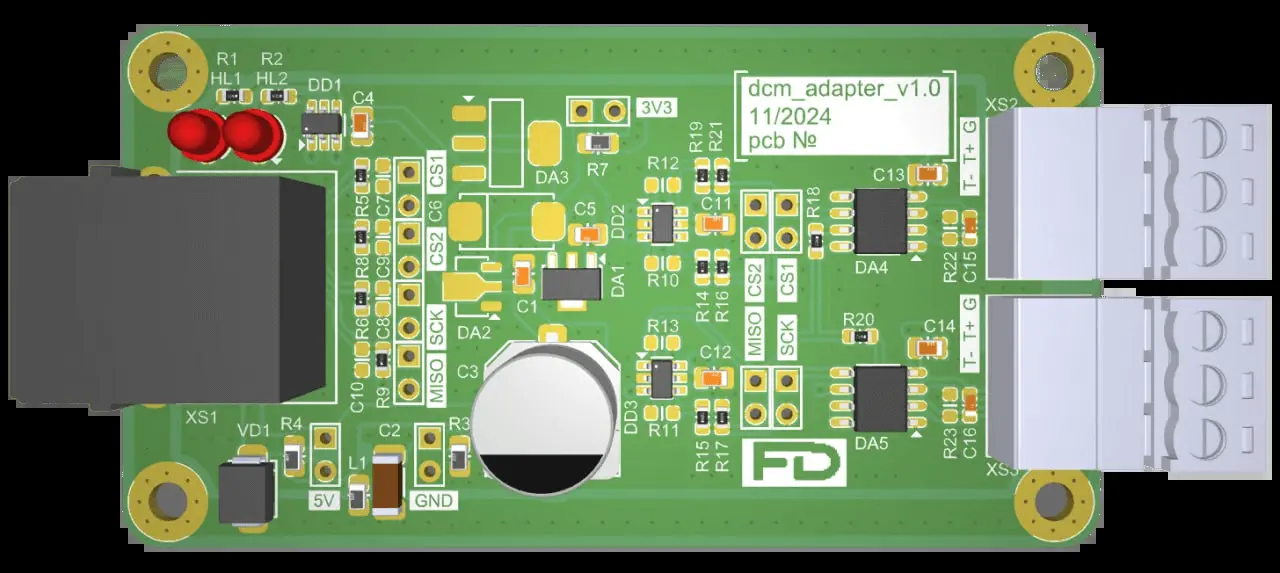 R1 R2
HL1 HL2
DD1
C4
3V3
R7
DA3
dcm_adapter_v1.0
11/2024
pcb №
XS2
T- T+ G
R19
R21
R12
C13
CS1
R5
C7
C6
C5
DD2
C11
R18
CS2
R8
C9
R10
DA1
DA4
R22
C15
R14
R16
CS2
CS1
C1
DA2
R6
C8
SCK
R13
MISO
SCK
R20
C14
T- T+ G
C3
C12
C10
R9
MISO
XS1
DD3
R11
DA5
R23
C16
VD1
R4
C2
R3
R15
R17
FD
XS3
L1
5V
GND